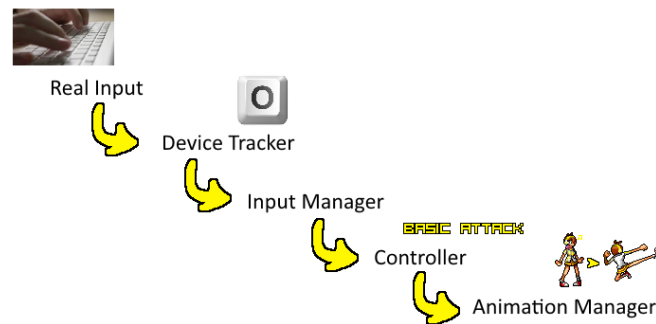 Real Input
O
Device Tracker
Input Manager
BASIC ATTACK
Controller
Animation Manager